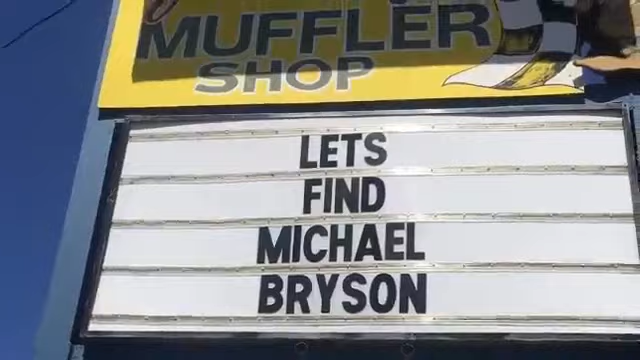 MUFFLER
SHOP
LETS
FIND
MICHAEL
BRYSON